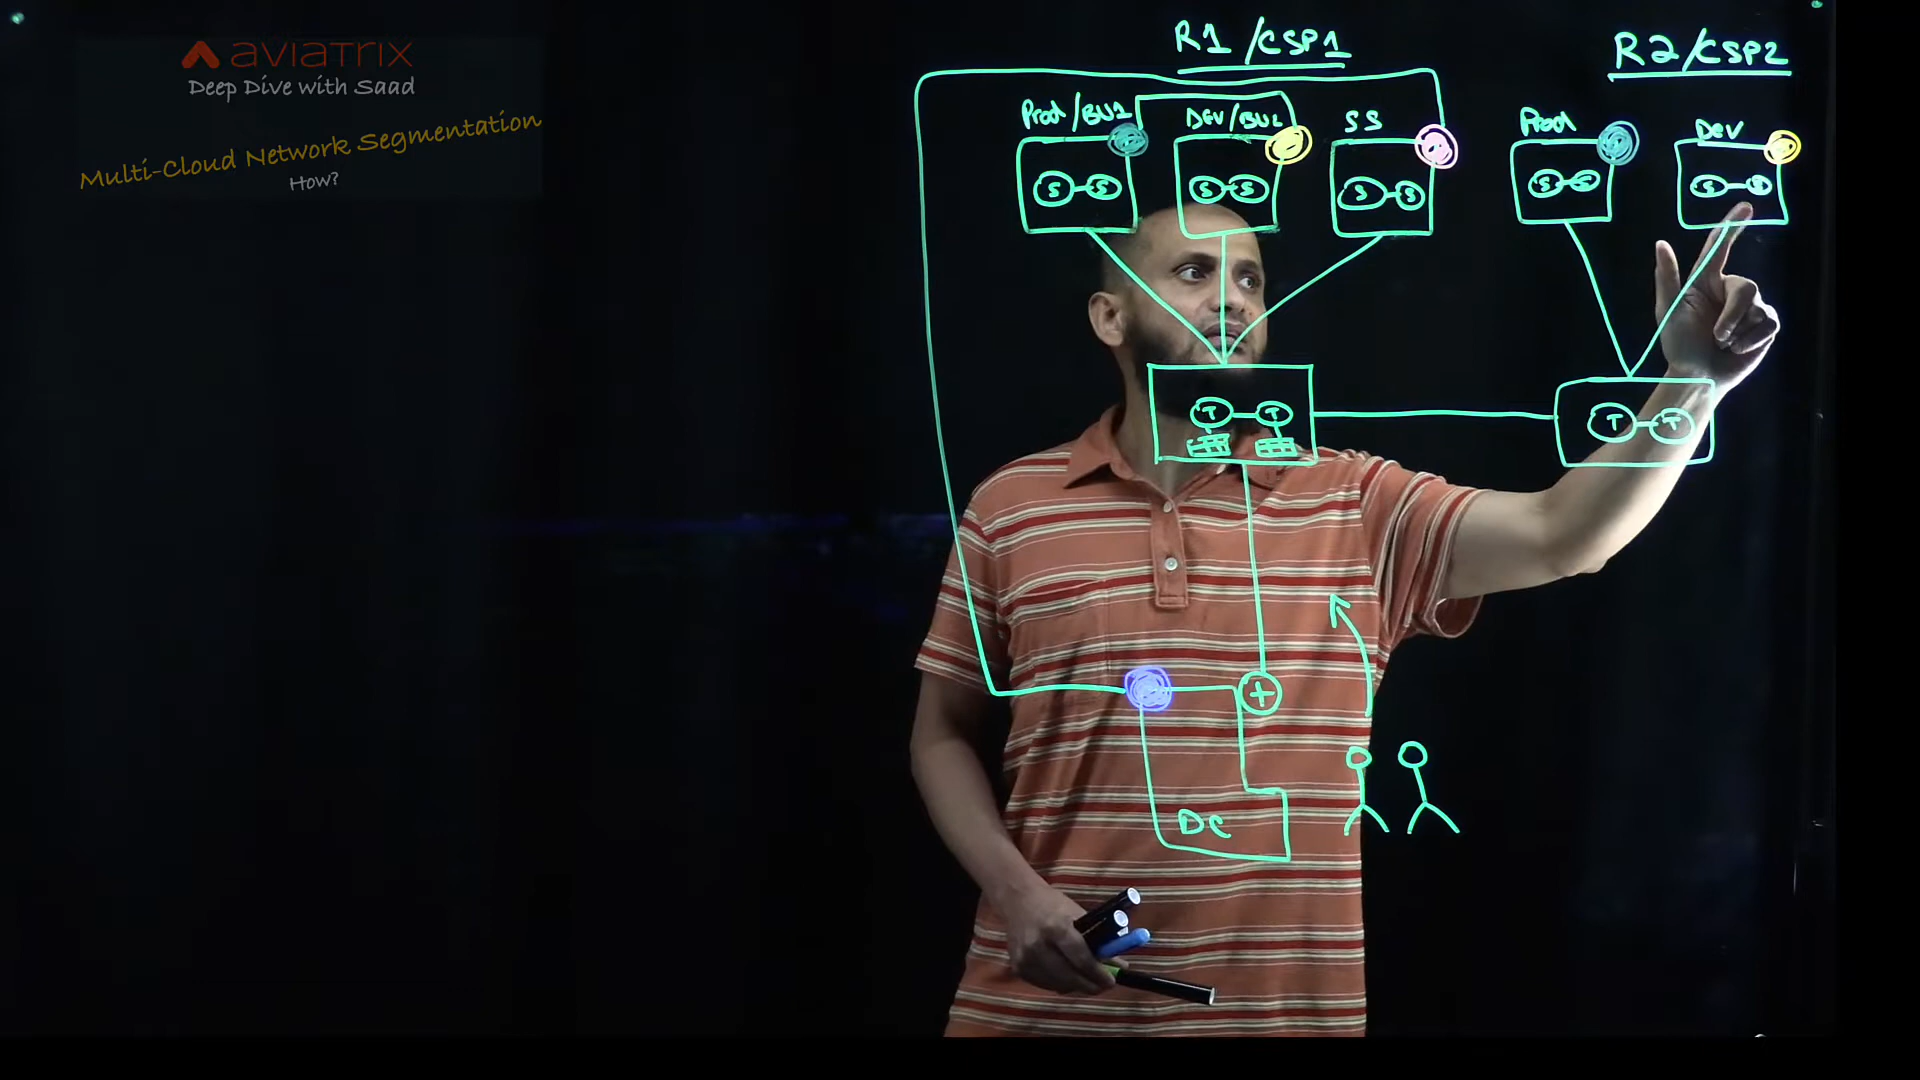 AVIATRIX
Deep Dive with Saad
Multi-Cloud Network Segmentation
How?
R1/CSP1
R2/CSP2
Prod/BU1
DEV/BU2
SS
Prod
DEV
S S
S S
S S
S S
S S
T T
T T
DC